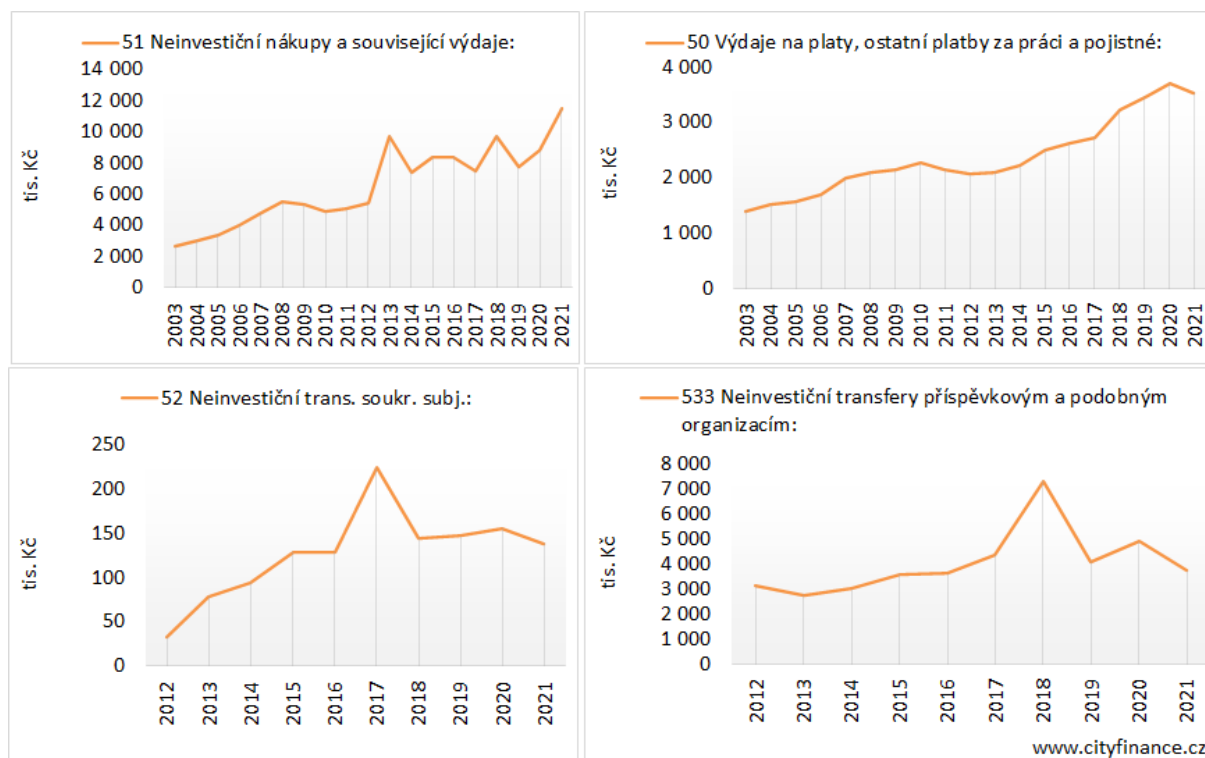 51 Neinvestiční nákupy a související výdaje:
14 000
12 000
10 000
8 000
6 000
4 000
2 000
0
tis. Kč
2003 2004 2005 2006 2007 2008 2009 2010 2011 2012 2013 2014 2015 2016 2017 2018 2019 2020 2021
50 Výdaje na platy, ostatní platby za práci a pojistné:
4 000
3 000
2 000
1 000
0
tis. Kč
2003 2004 2005 2006 2007 2008 2009 2010 2011 2012 2013 2014 2015 2016 2017 2018 2019 2020 2021
52 Neinvestiční trans. soukr. subj.:
250
200
150
100
50
0
tis. Kč
2012 2013 2014 2015 2016 2017 2018 2019 2020 2021
533 Neinvestiční transfery příspěvkovým a podobným
organizacím:
8 000
7 000
6 000
5 000
4 000
3 000
2 000
1 000
0
tis. Kč
2012 2013 2014 2015 2016 2017 2018 2019 2020 2021
www.cityfinance.cz